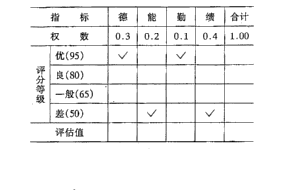 指 标 德 能 勤 绩 合计
权 数 0.3 0.2 0.1 0.4 1.00
评分等级
优(95) ✓ ✓
良(80)
一般(65)
差(50) ✓ ✓
评估值